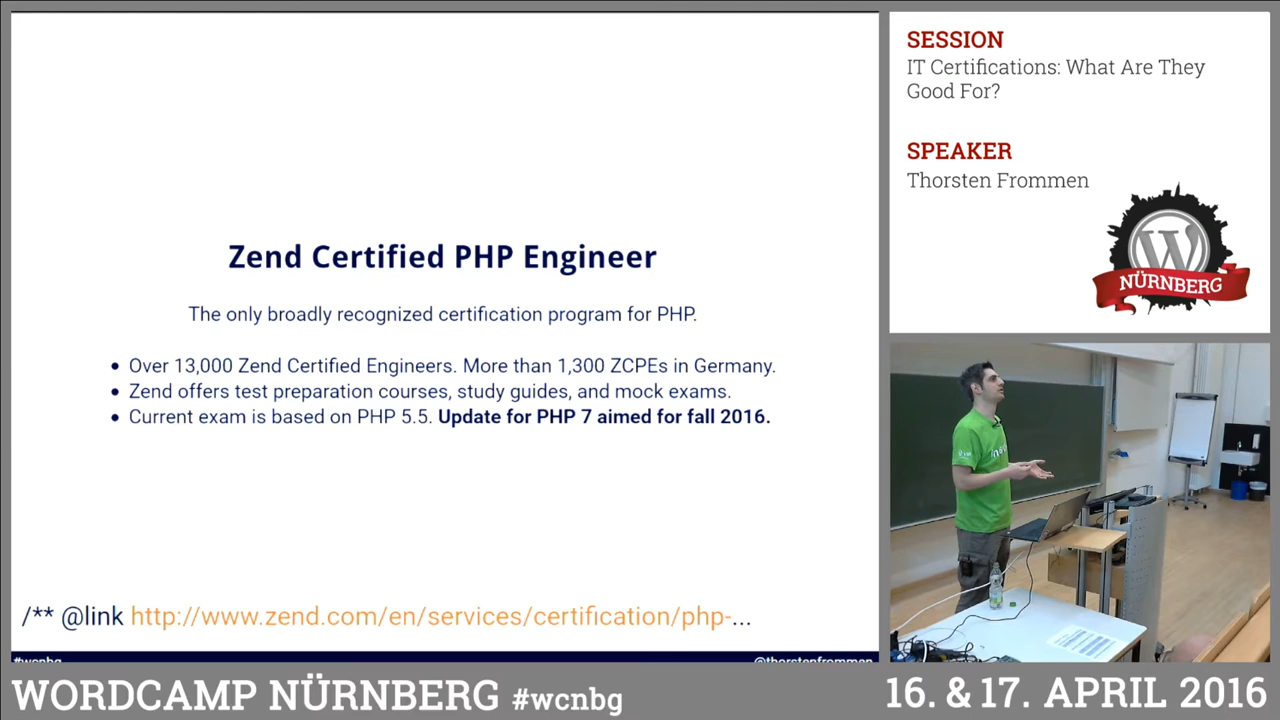 Zend Certified PHP Engineer
The only broadly recognized certification program for PHP.
• Over 13,000 Zend Certified Engineers. More than 1,300 ZCPEs in Germany.
• Zend offers test preparation courses, study guides, and mock exams.
• Current exam is based on PHP 5.5. Update for PHP 7 aimed for fall 2016.
/** @link http://www.zend.com/en/services/certification/php-...
#wcnbg
@thorstenfrommen
SESSION
IT Certifications: What Are They
Good For?
SPEAKER
Thorsten Frommen
W
NÜRNBERG
WORDCAMP NÜRNBERG #wcnbg
16. & 17. APRIL 2016